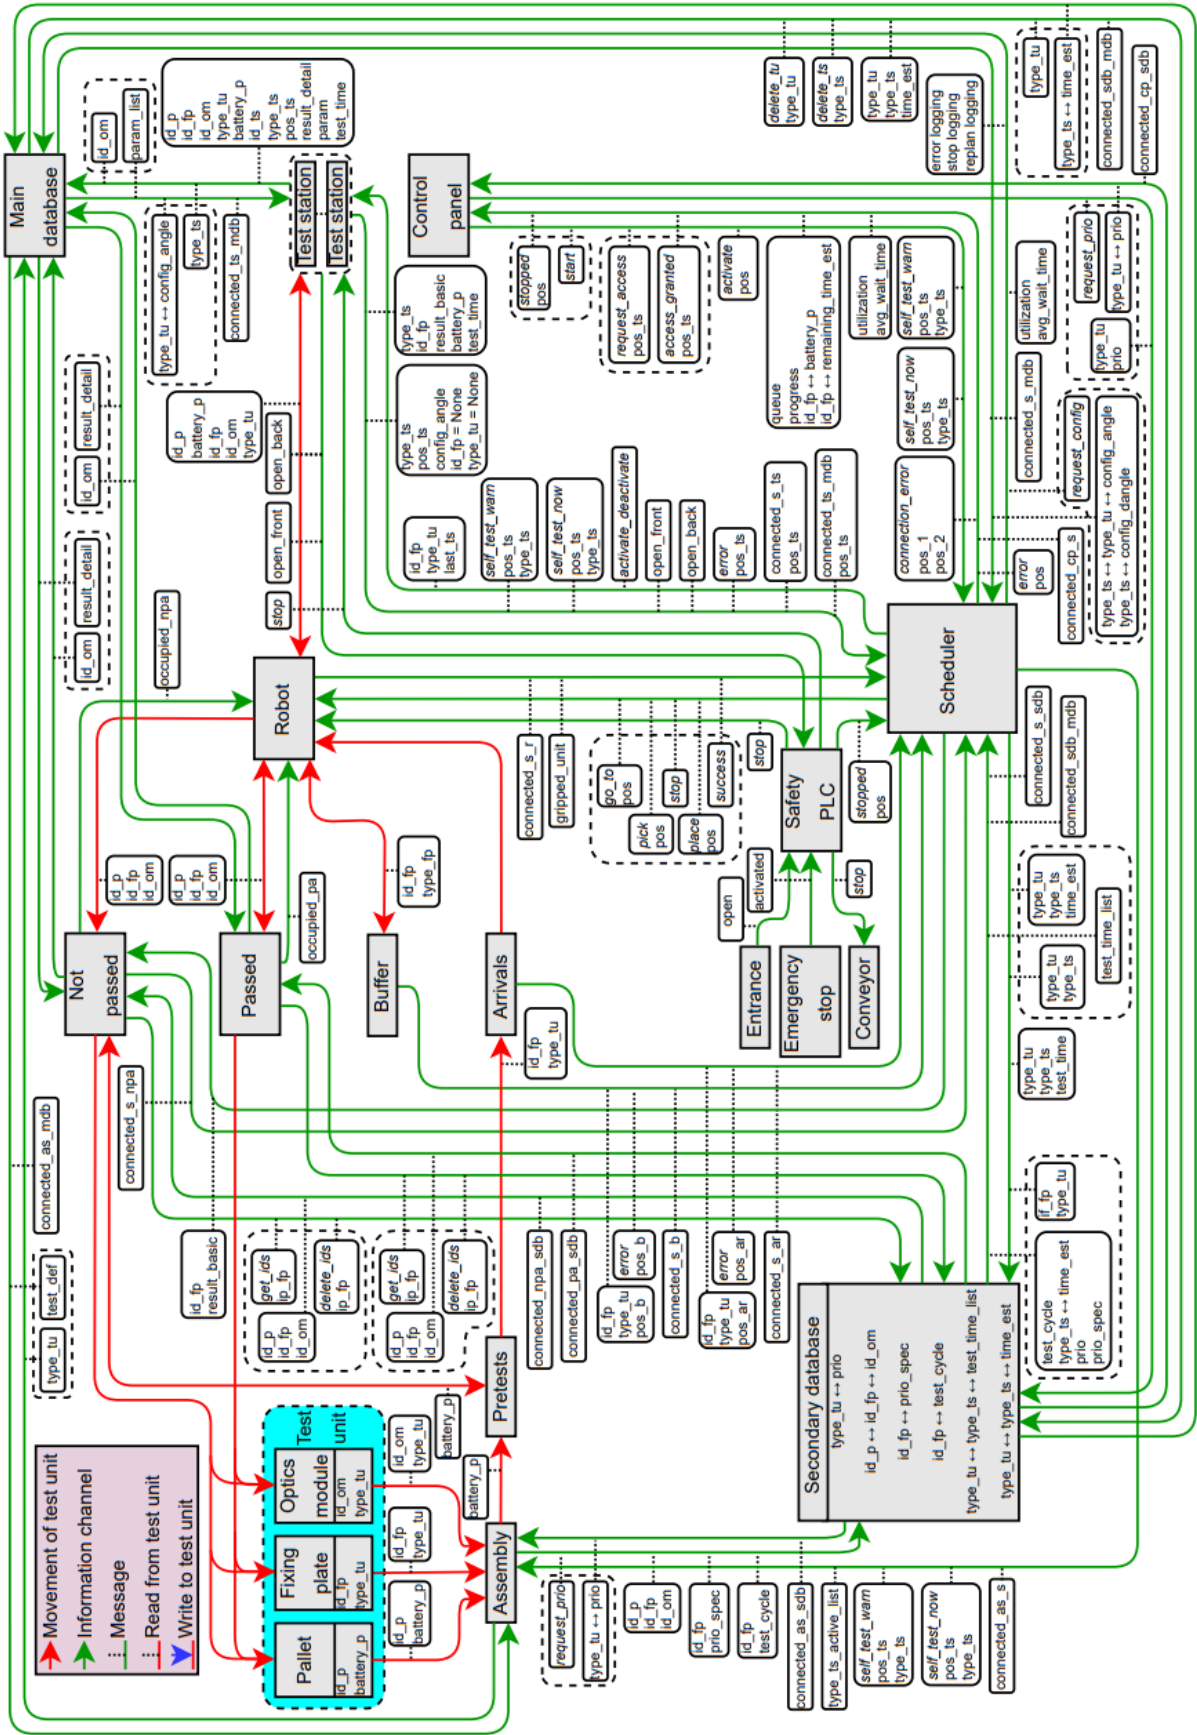 Movement of test unit
Information channel
Message
Read from test unit
Write to test unit
Test
unit
Pallet
id_p
battery_p
Fixing
plate
id_fp
type_tu
Optics
module
id_om
type_tu
id_p
battery_p
id_fp
type_tu
id_om
type_tu
battery_p
battery_p
Assembly
Pretests
type_tu
test_def
connected_as_mdb
connected_s_npa
id_fp
result_basic
get_ids
ip_fp
id_p
id_fp
id_om
delete_ids
ip_fp
get_ids
ip_fp
id_p
id_fp
id_om
delete_ids
ip_fp
connected_npa_sdb
connected_pa_sdb
id_fp
type_tu
pos_b
error
pos_b
connected_s_b
id_fp
type_tu
pos_ar
error
pos_ar
connected_s_ar
request_prio
type_tu ↔ prio
id_p
id_fp
id_om
id_fp
prio_spec
id_fp
test_cycle
connected_as_sdb
type_ts_active_list
self_test_warn
pos_ts
type_ts
self_test_now
pos_ts
type_ts
connected_as_s
Secondary database
type_tu ↔ prio
id_p ↔ id_fp ↔ id_om
id_fp ↔ prio_spec
id_fp ↔ test_cycle
type_tu ↔ type_ts ↔ test_time_list
type_tu ↔ type_ts ↔ time_est
test_cycle
type_ts ↔ time_est
prio
prio_spec
if_fp
type_tu
type_tu
type_ts
test_time
type_tu
type_ts
type_tu
type_ts
time_est
test_time_list
connected_s_sdb
connected_sdb_mdb
Not
passed
Passed
Buffer
Arrivals
id_fp
type_tu
Entrance
Emergency
stop
Conveyor
open
activated
stop
Safety
PLC
stop
stopped
pos
id_p
id_fp
id_om
id_p
id_fp
id_om
occupied_pa
id_fp
type_fp
occupied_npa
id_om
result_detail
id_om
result_detail
Robot
connected_s_r
gripped_unit
go_to
pos
pick
pos
stop
place
pos
success
Scheduler
stop
open_front
open_back
id_p
battery_p
id_fp
id_om
type_tu
id_fp
type_tu
last_ts
self_test_warn
pos_ts
type_ts
self_test_now
pos_ts
type_ts
activate_deactivate
open_front
open_back
error
pos_ts
connected_s_ts
pos_ts
connected_ts_mdb
pos_ts
type_ts
pos_ts
config_angle
id_fp = None
type_tu = None
type_ts
id_fp
result_basic
battery_p
test_time
connection_error
pos_1
pos_2
error
pos
connected_cp_s
request_config
type_ts ↔ type_tu ↔ config_angle
type_ts ↔ config_dangle
connected_s_mdb
self_test_now
pos_ts
type_ts
self_test_warn
pos_ts
type_ts
utilization
avg_wait_time
utilization
avg_wait_time
queue
progress
id_fp ↔ battery_p
id_fp ↔ remaining_time_est
activate
pos
request_access
pos_ts
access_granted
pos_ts
stopped
pos
start
Control
panel
Test station
Test station
type_tu ↔ config_angle
type_ts
connected_ts_mdb
Main
database
id_om
param_list
id_p
id_fp
id_om
type_tu
battery_p
id_ts
type_ts
pos_ts
result_detail
param
test_time
delete_tu
type_tu
delete_ts
type_ts
type_tu
type_ts
time_est
error logging
stop logging
replan logging
type_tu
type_ts ↔ time_est
connected_sdb_mdb
connected_cp_sdb
request_prio
type_tu ↔ prio
type_tu
prio